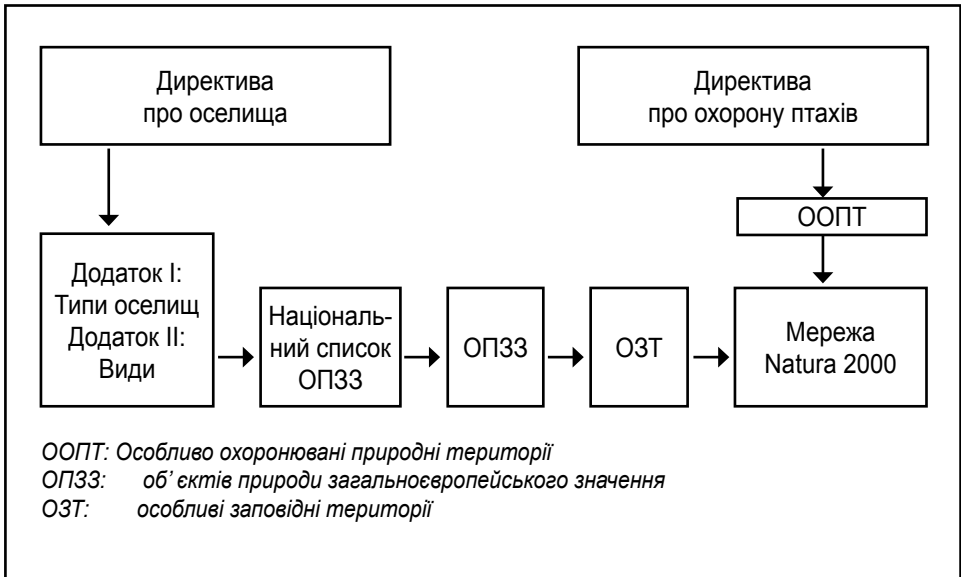 Директива
про оселища
Директива
про охорону птахів
ООПТ
Додаток І:
Типи оселищ
Додаток ІІ:
Види
Національ-
ний список
ОПЗЗ
ОПЗЗ
ОЗТ
Мережа
Natura 2000
ООПТ: Особливо охоронювані природні території
ОПЗЗ: об’ єктів природи загальноєвропейського значення
ОЗТ: особливі заповідні території